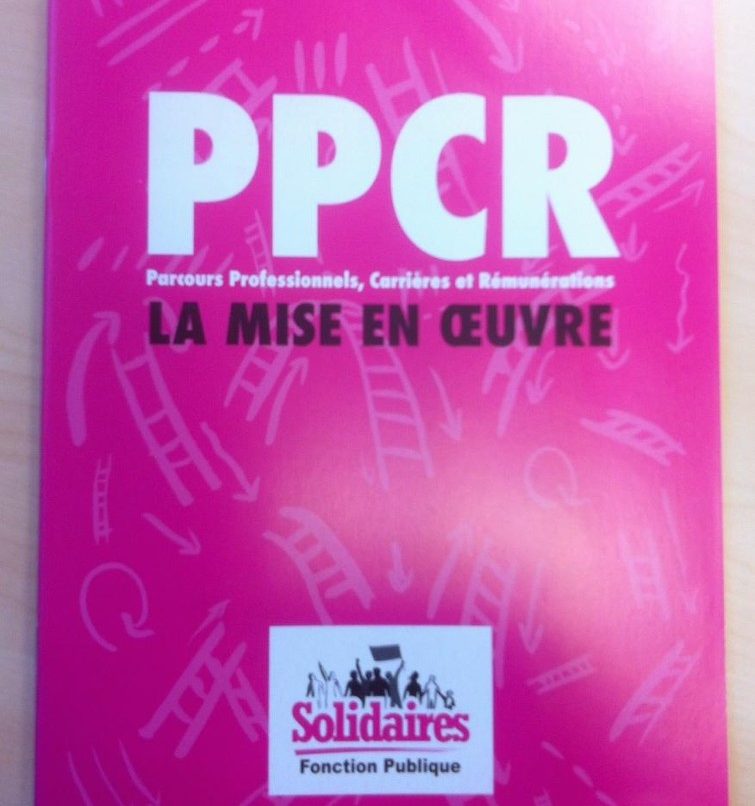 PPCR
Parcours Professionnels, Carrières et Rémunérations
LA MISE EN ŒUVRE
Solidaires
Fonction Publique